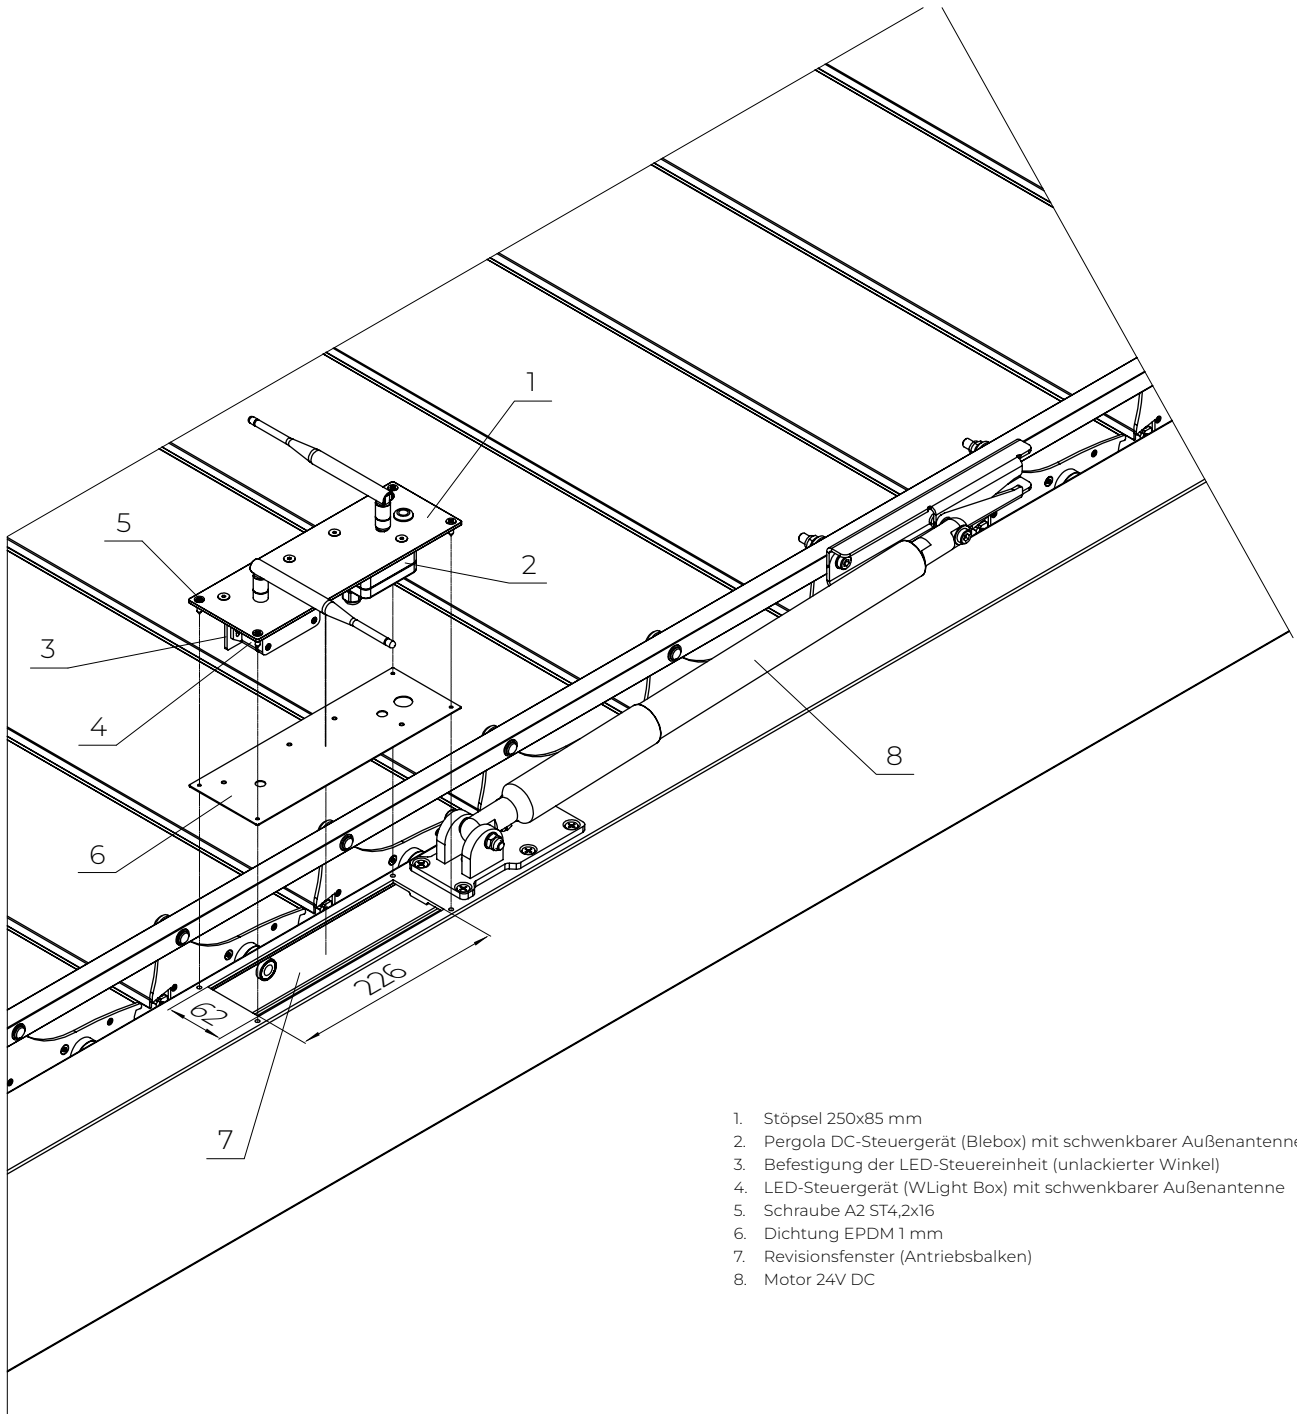 1
5
2
3
4
8
6
226
62
7
1. Stöpsel 250x85 mm
2. Pergola DC-Steuergerät (Blebox) mit schwenkbarer Außenantenne
3. Befestigung der LED-Steuereinheit (unlackierter Winkel)
4. LED-Steuergerät (WLight Box) mit schwenkbarer Außenantenne
5. Schraube A2 ST4,2x16
6. Dichtung EPDM 1 mm
7. Revisionsfenster (Antriebsbalken)
8. Motor 24V DC